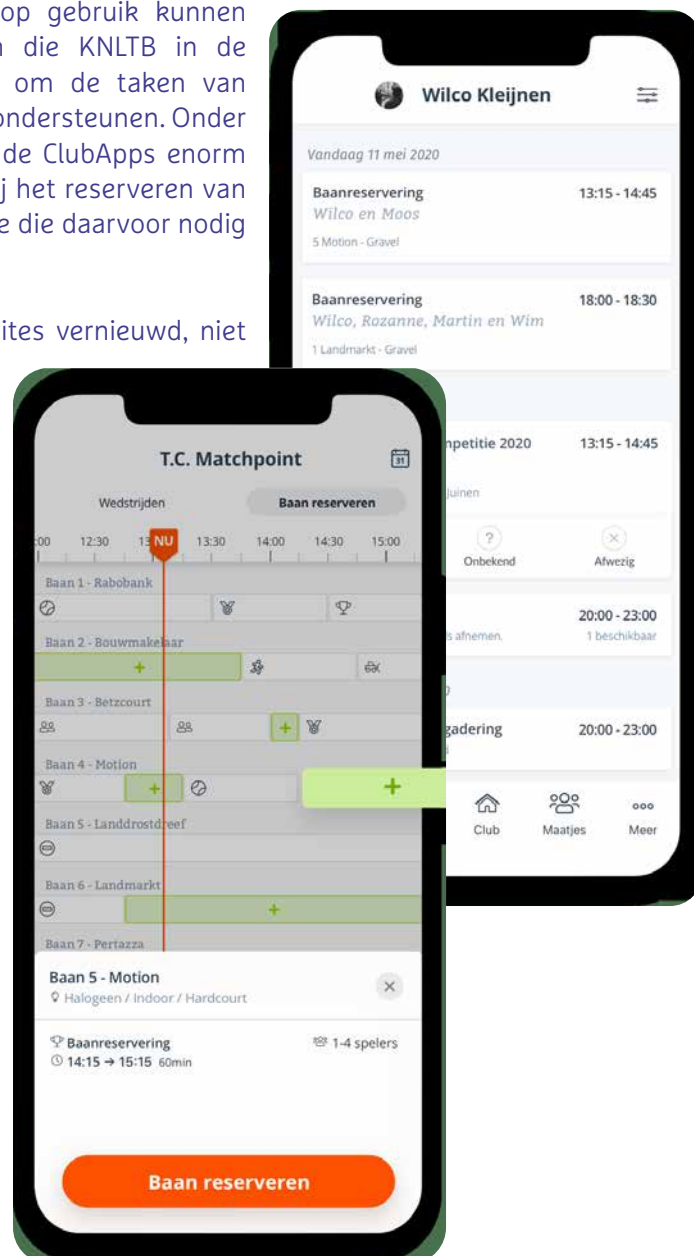 op gebruik kunnen
die KNLTB in de
om de taken van
ondersteunen. Onder
de ClubApps enorm
het reserveren van
die daarvoor nodig
ites vernieuwd, niet
Wilco Kleijnen
Vandaag 11 mei 2020
Baanreservering 13:15 - 14:45
Wilco en Moos
5 Motion - Gravel
Baanreservering 18:00 - 18:30
Wilco, Rozanne, Martin en Wim
1 Landmarkt - Gravel
npetitie 2020 13:15 - 14:45
Juinen
?
Onbekend Afwezig
20:00 - 23:00
s afnemen. 1 beschikbaar
gadering 20:00 - 23:00
Club Maatjes Meer
T.C. Matchpoint 31
Wedstrijden Baan reserveren
:00 12:30 13 NU 13:30 14:00 14:30 15:00
Baan 1 - Rabobank
Baan 2 - Bouwmakelaar
+
Baan 3 - Betzcourt
+
Baan 4 - Motion
+ +
Baan 5 - Landdrostdreef
Baan 6 - Landmarkt
+
Baan 7 - Pertazza
Baan 5 - Motion
Halogeen / Indoor / Hardcourt
Baanreservering 1-4 spelers
14:15 → 15:15 60min
Baan reserveren